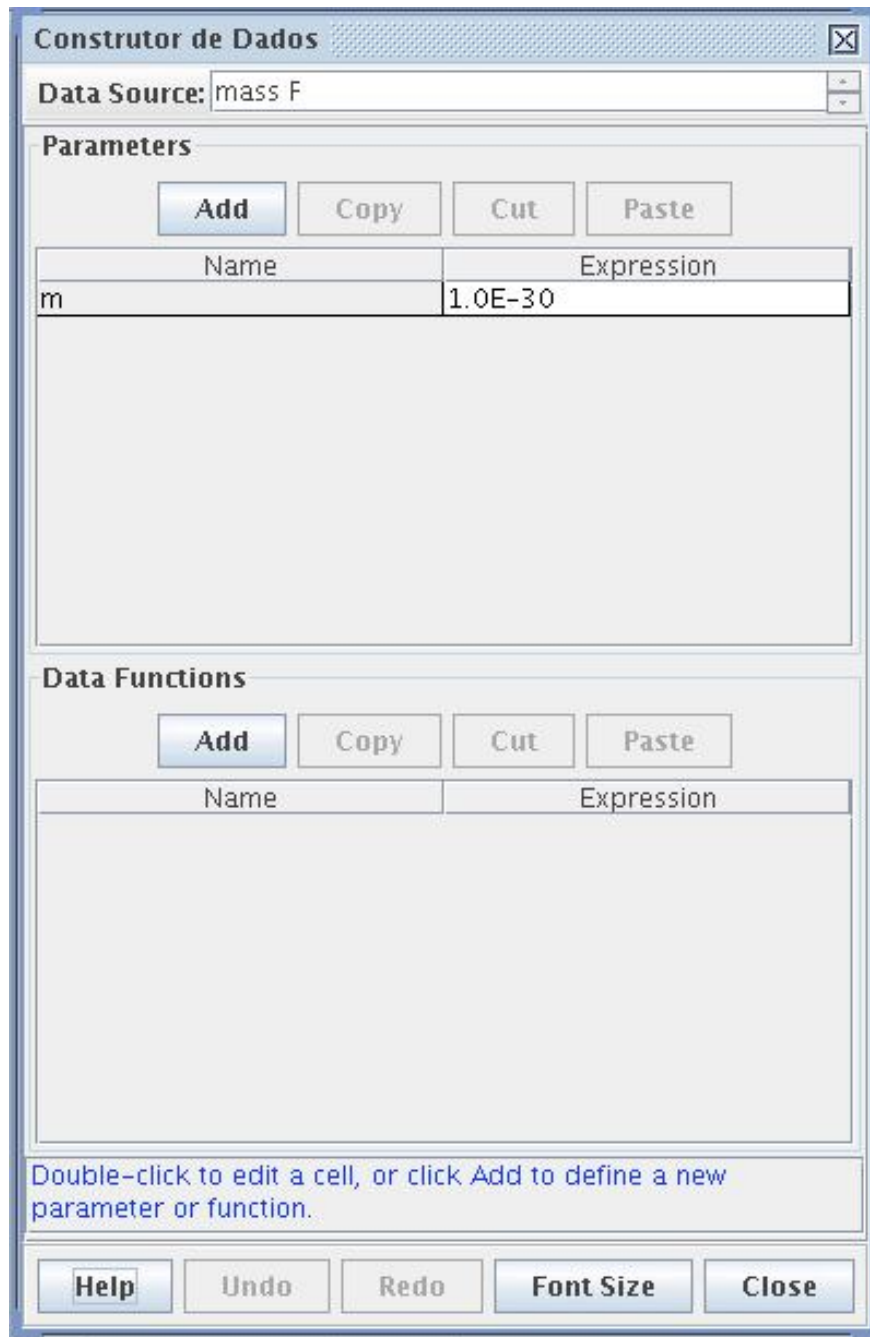 Construtor de Dados
Data Source: mass F
Parameters
Add Copy Cut Paste
Name Expression
m 1.0E-30
Data Functions
Add Copy Cut Paste
Name Expression
Double-click to edit a cell, or click Add to define a new
parameter or function.
Help Undo Redo Font Size Close